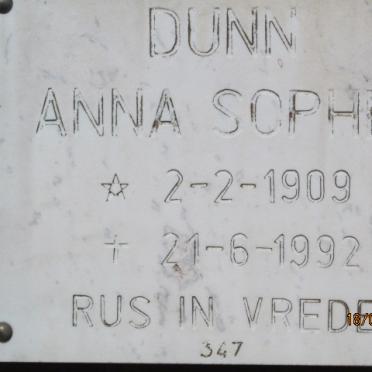 DUNN
ANNA SOPH
☆ 2-2-1909
† 21-6-1992
RUS IN VREDE
347